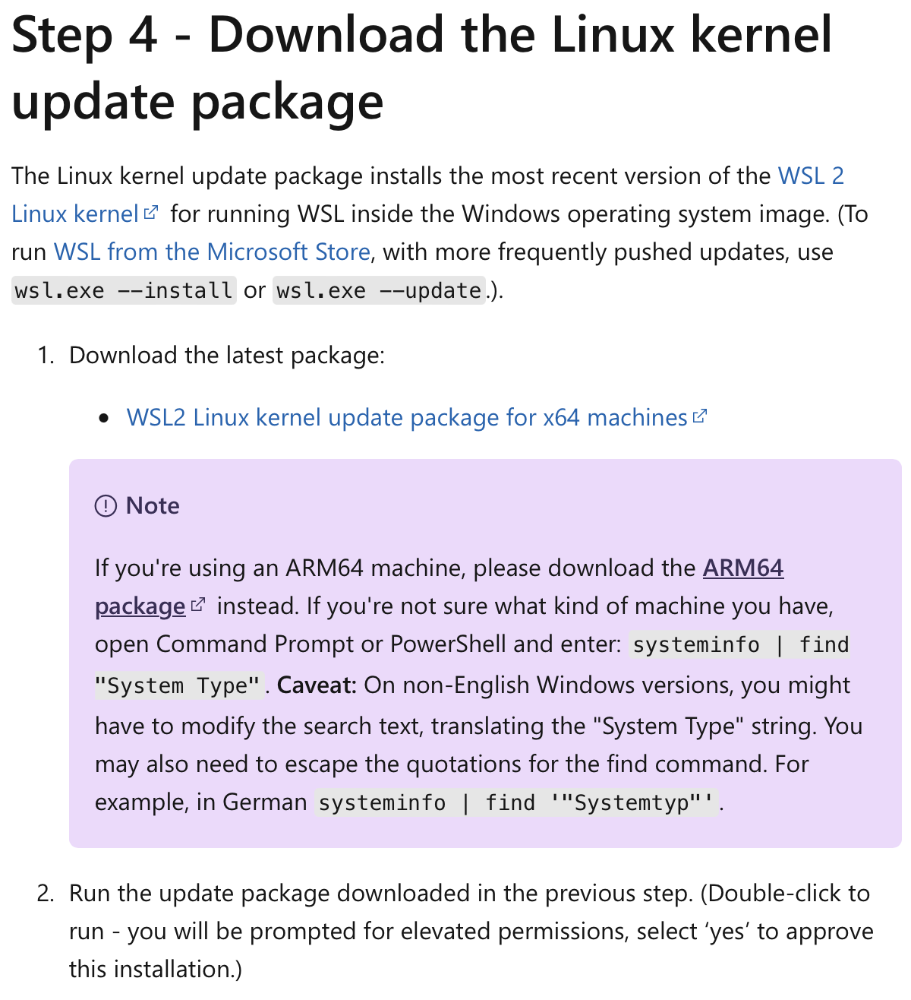 Step 4 - Download the Linux kernel
update package
The Linux kernel update package installs the most recent version of the WSL 2
Linux kernel for running WSL inside the Windows operating system image. (To
run WSL from the Microsoft Store, with more frequently pushed updates, use
wsl.exe --install or wsl.exe --update.).
1. Download the latest package:
• WSL2 Linux kernel update package for x64 machines
Note
If you're using an ARM64 machine, please download the ARM64
package instead. If you're not sure what kind of machine you have,
open Command Prompt or PowerShell and enter: systeminfo | find
"System Type". Caveat: On non-English Windows versions, you might
have to modify the search text, translating the "System Type" string. You
may also need to escape the quotations for the find command. For
example, in German systeminfo | find '"Systemtyp"'.
2. Run the update package downloaded in the previous step. (Double-click to
run - you will be prompted for elevated permissions, select ‘yes’ to approve
this installation.)